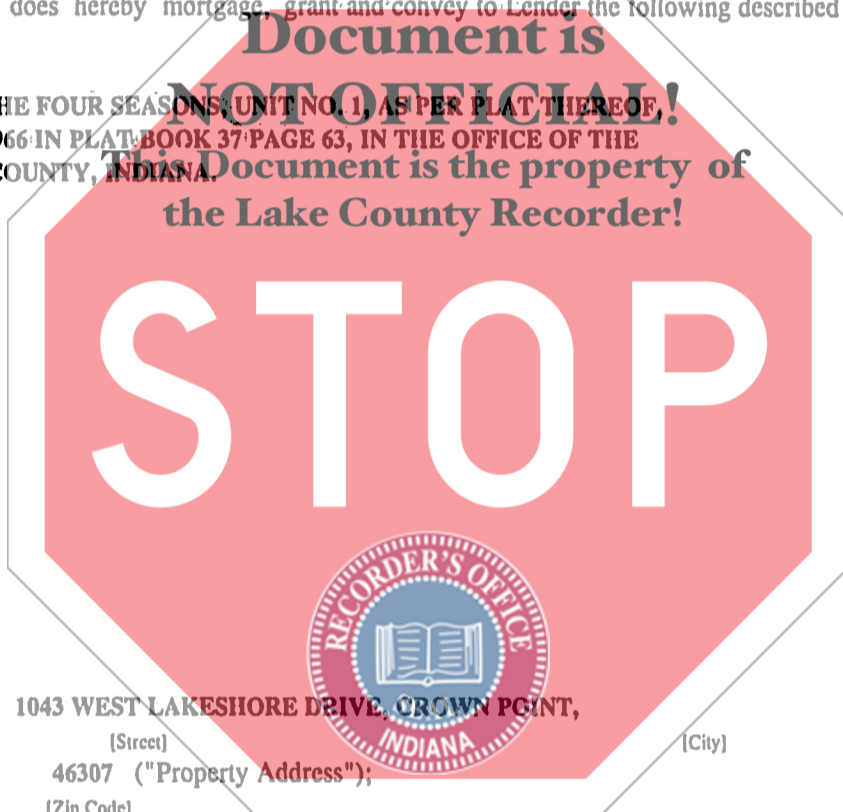 does hereby mortgage, grant and convey to Lender the following described
Document is
NOT OFFICIAL!
HE FOUR SEASONS, UNIT NO. 1, AS PER PLAT THEREOF,
966 IN PLAT BOOK 37 PAGE 63, IN THE OFFICE OF THE
This Document is the property of
COUNTY, INDIANA.
the Lake County Recorder!
STOP
RECORDER'S OFFICE
INDIANA
1043 WEST LAKESHORE DRIVE, CROWN POINT,
[Street] [City]
46307 ("Property Address");
[Zip Code]